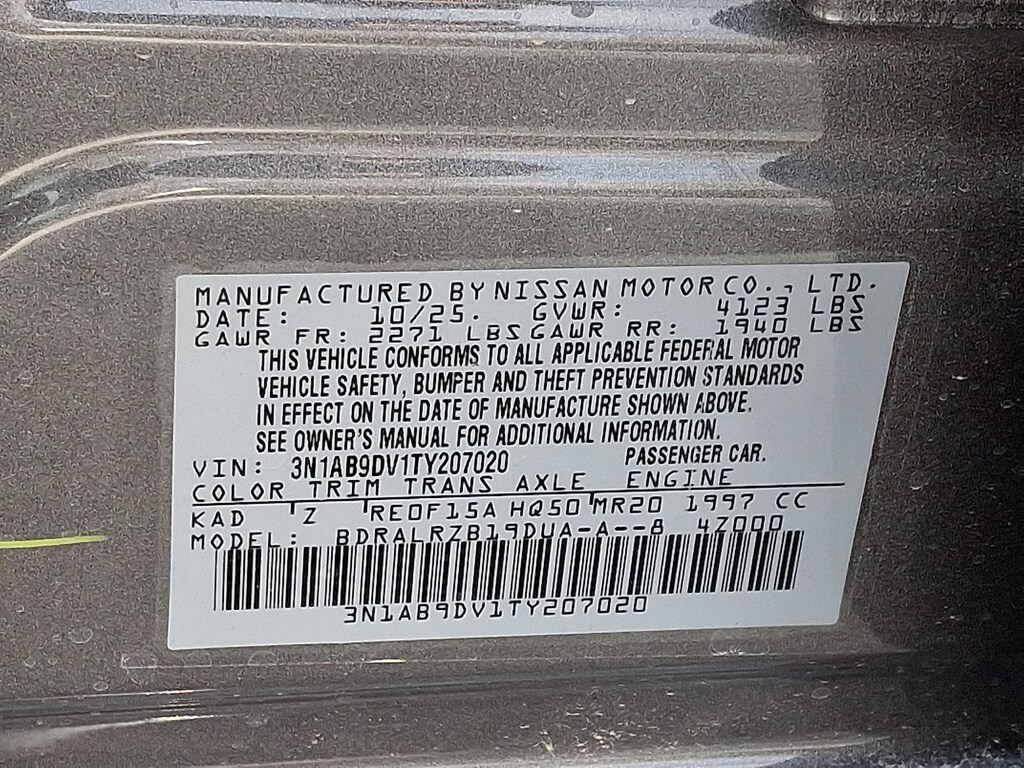 MANUFACTURED BY NISSAN MOTOR CO., LTD.
DATE: 10/25. GVWR: 4123 LBS
GAWR FR: 2271 LBS GAWR RR: 1940 LBS
THIS VEHICLE CONFORMS TO ALL APPLICABLE FEDERAL MOTOR
VEHICLE SAFETY, BUMPER AND THEFT PREVENTION STANDARDS
IN EFFECT ON THE DATE OF MANUFACTURE SHOWN ABOVE.
SEE OWNER'S MANUAL FOR ADDITIONAL INFORMATION.
VIN: 3N1AB9DV1TY207020 PASSENGER CAR.
COLOR TRIM TRANS AXLE ENGINE
KAD Z RE0F15A HQ50 MR20 1997 CC
MODEL: BDRALRZB19DUA-A--8 4Z000
3N1AB9DV1TY207020